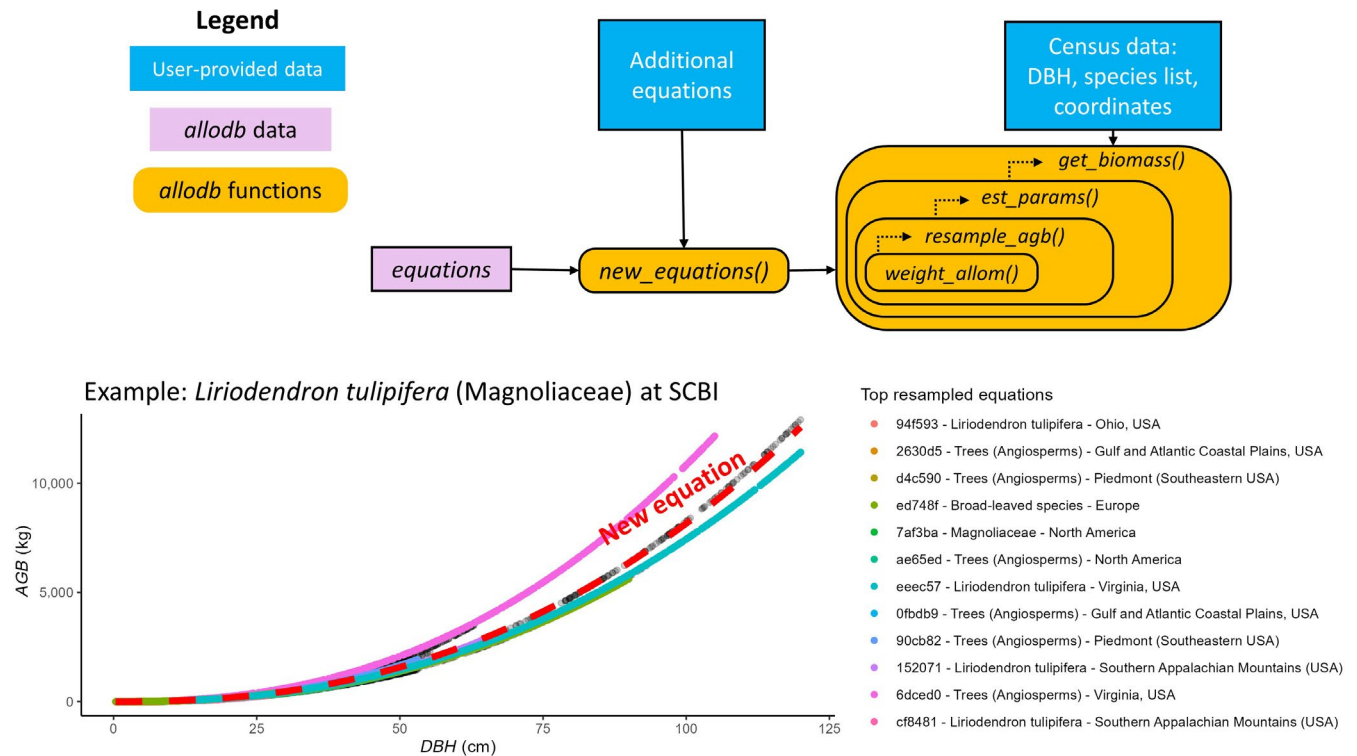 Legend
User-provided data
allodb data
allodb functions
Additional
equations
Census data:
DBH, species list,
coordinates
get_biomass()
est_params()
resample_agb()
weight_allom()
equations
new_equations()
Example: Liriodendron tulipifera (Magnoliaceae) at SCBI
New equation
AGB (kg)
10,000
5,000
0
0
25
50
75
100
125
DBH (cm)
Top resampled equations
94f593 - Liriodendron tulipifera - Ohio, USA
2630d5 - Trees (Angiosperms) - Gulf and Atlantic Coastal Plains, USA
d4c590 - Trees (Angiosperms) - Piedmont (Southeastern USA)
ed748f - Broad-leaved species - Europe
7af3ba - Magnoliaceae - North America
ae65ed - Trees (Angiosperms) - North America
eeec57 - Liriodendron tulipifera - Virginia, USA
0fbdb9 - Trees (Angiosperms) - Gulf and Atlantic Coastal Plains, USA
90cb82 - Trees (Angiosperms) - Piedmont (Southeastern USA)
152071 - Liriodendron tulipifera - Southern Appalachian Mountains (USA)
6dced0 - Trees (Angiosperms) - Virginia, USA
cf8481 - Liriodendron tulipifera - Southern Appalachian Mountains (USA)